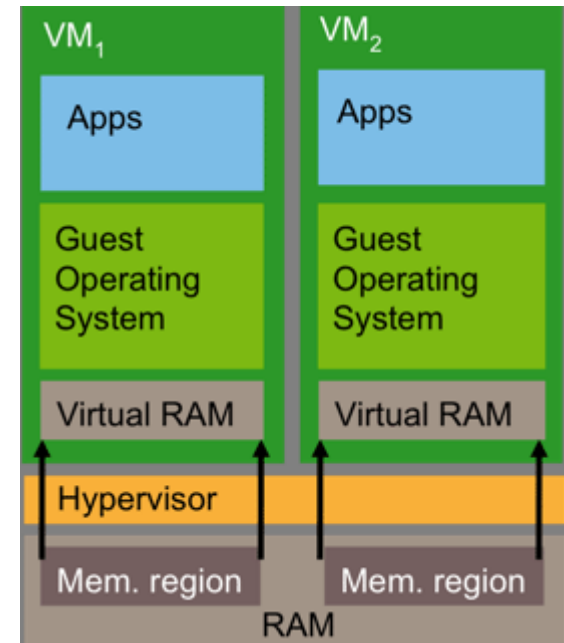 VM₁
Apps
Guest
Operating
System
Virtual RAM
VM₂
Apps
Guest
Operating
System
Virtual RAM
Hypervisor
Mem. region
Mem. region
RAM